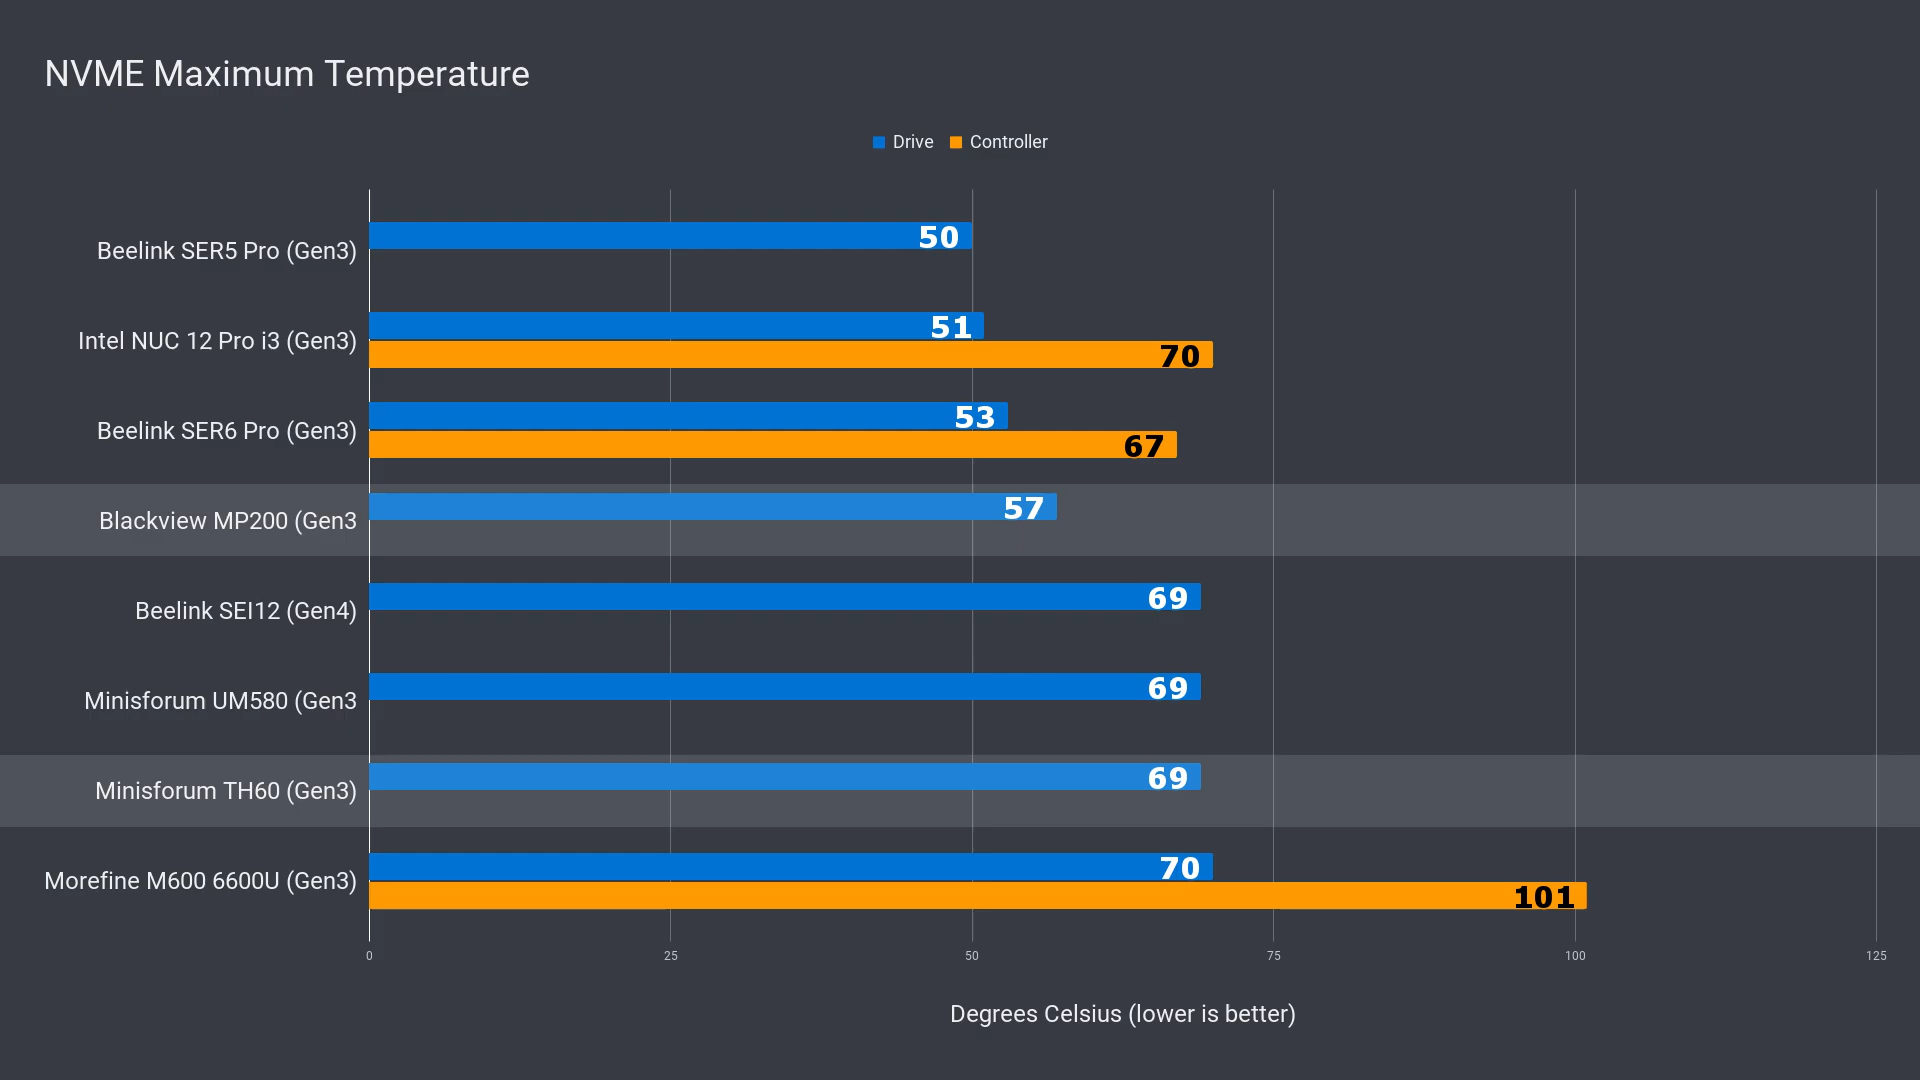 NVME Maximum Temperature
Drive Controller
Beelink SER5 Pro (Gen3) 50
Intel NUC 12 Pro i3 (Gen3) 51
70
Beelink SER6 Pro (Gen3) 53
67
Blackview MP200 (Gen3 57
Beelink SEI12 (Gen4) 69
Minisforum UM580 (Gen3 69
Minisforum TH60 (Gen3) 69
Morefine M600 6600U (Gen3) 70
101
0 25 50 75 100 125
Degrees Celsius (lower is better)